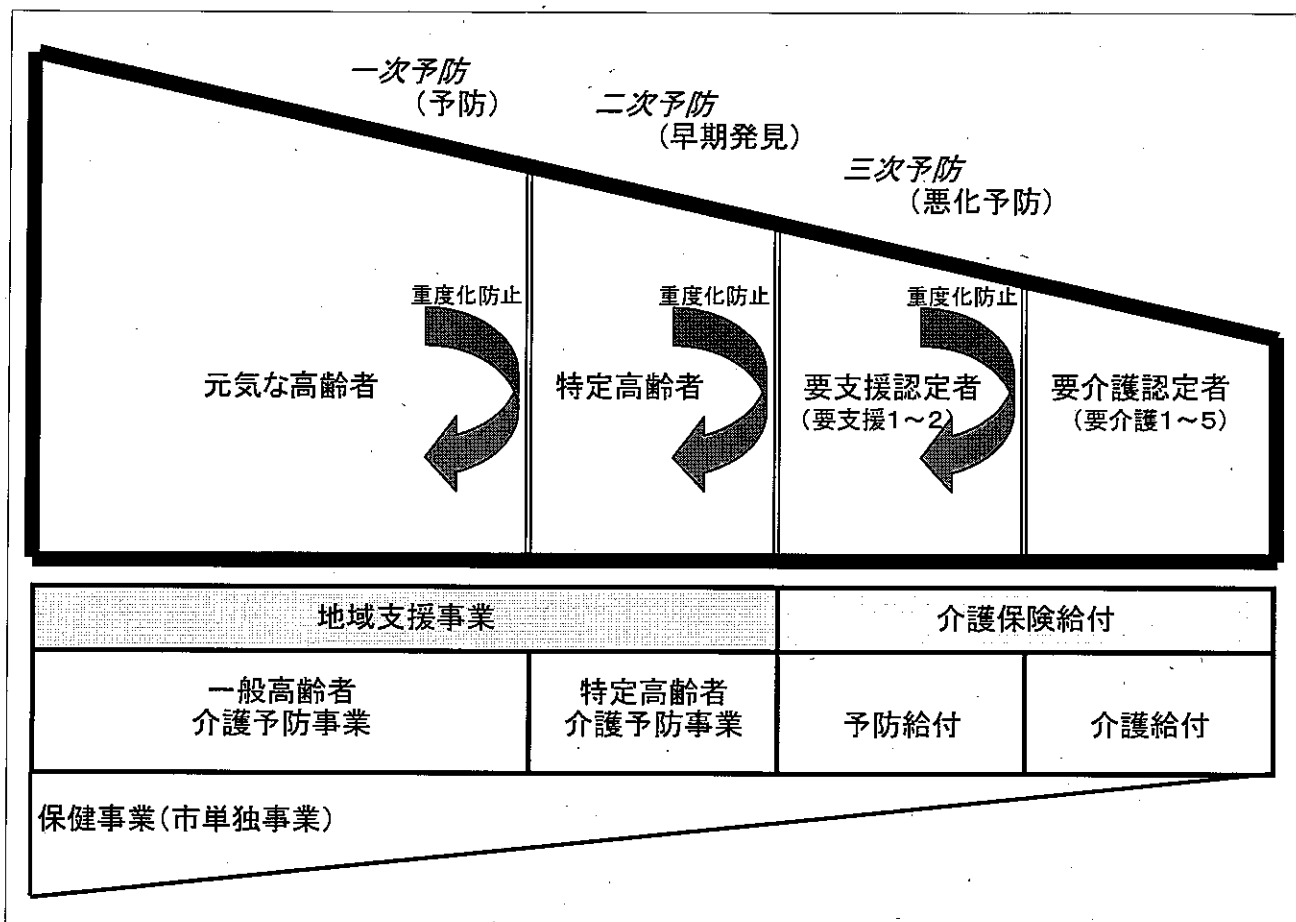 一次予防
(予防)
二次予防
(早期発見)
三次予防
(悪化予防)
重度化防止
重度化防止
重度化防止
元気な高齢者
特定高齢者
要支援認定者
(要支援1～2)
要介護認定者
(要介護1～5)
地域支援事業
介護保険給付
一般高齢者
介護予防事業
特定高齢者
介護予防事業
予防給付
介護給付
保健事業(市単独事業)